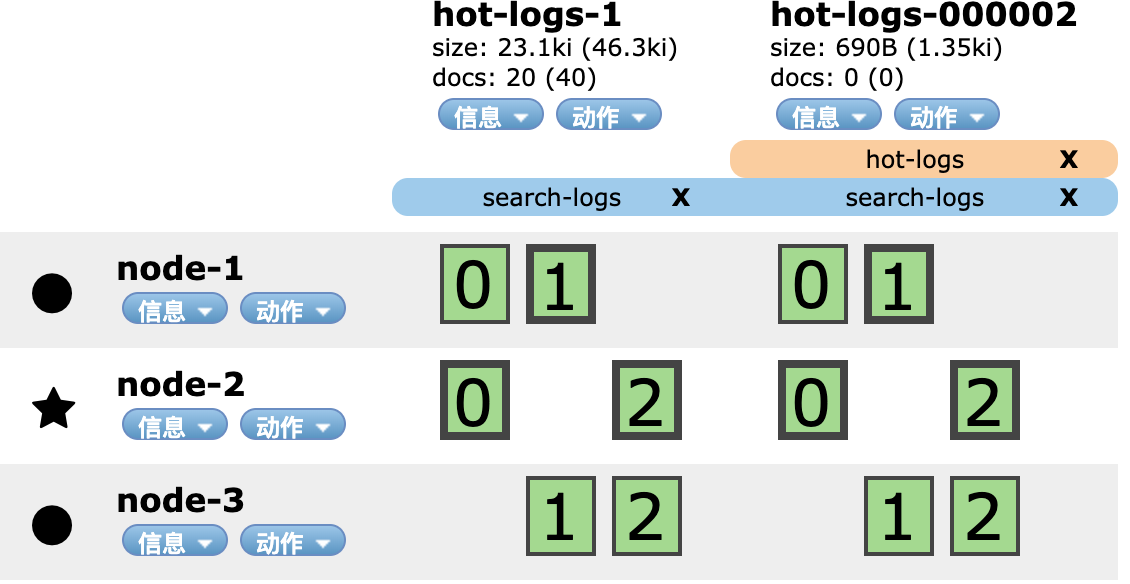 hot-logs-1 hot-logs-000002
size: 23.1ki (46.3ki) size: 690B (1.35ki)
docs: 20 (40) docs: 0 (0)
信息 动作 信息 动作
hot-logs X
search-logs X search-logs X
node-1 0 1 0 1
信息 动作
node-2 0 2 0 2
信息 动作
node-3 1 2 1 2
信息 动作